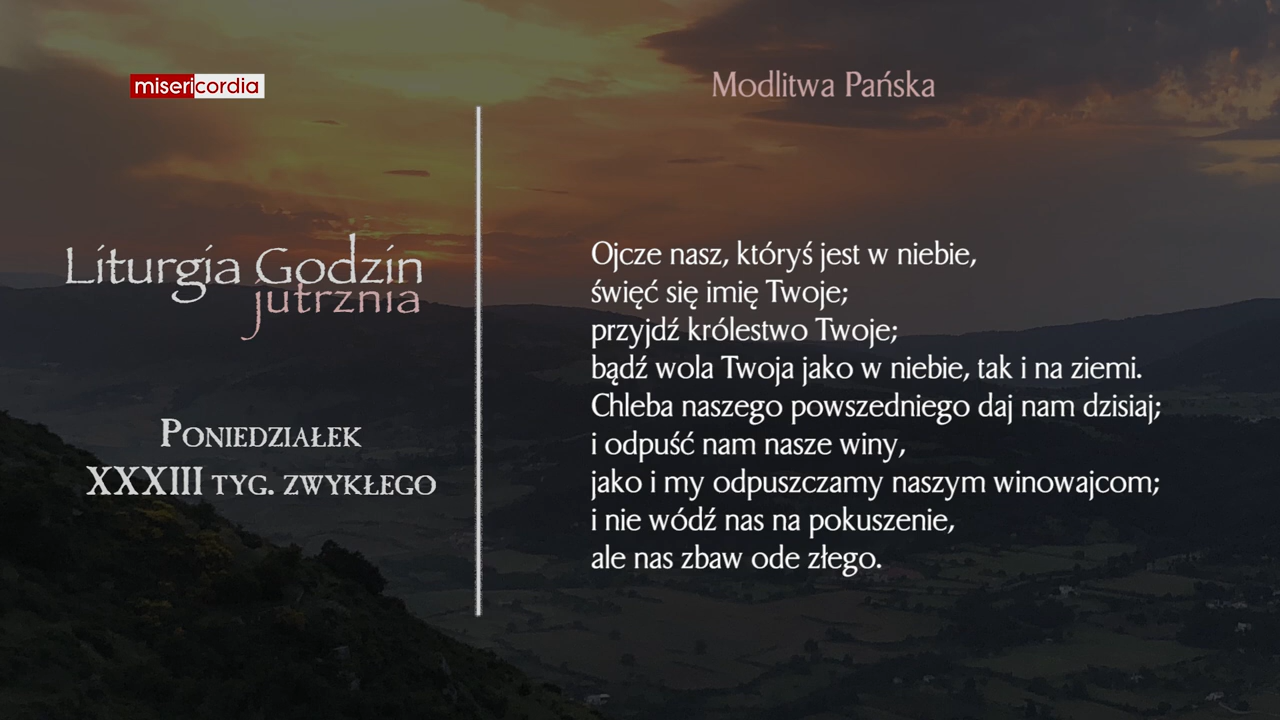 misericordia
Liturgia Godzin
jutrznia
Poniedziałek
XXXIII tyg. zwykłego
Modlitwa Pańska
Ojcze nasz, któryś jest w niebie,
święć się imię Twoje;
przyjdź królestwo Twoje;
bądź wola Twoja jako w niebie, tak i na ziemi.
Chleba naszego powszedniego daj nam dzisiaj;
i odpuść nam nasze winy,
jako i my odpuszczamy naszym winowajcom;
i nie wódź nas na pokuszenie,
ale nas zbaw ode złego.